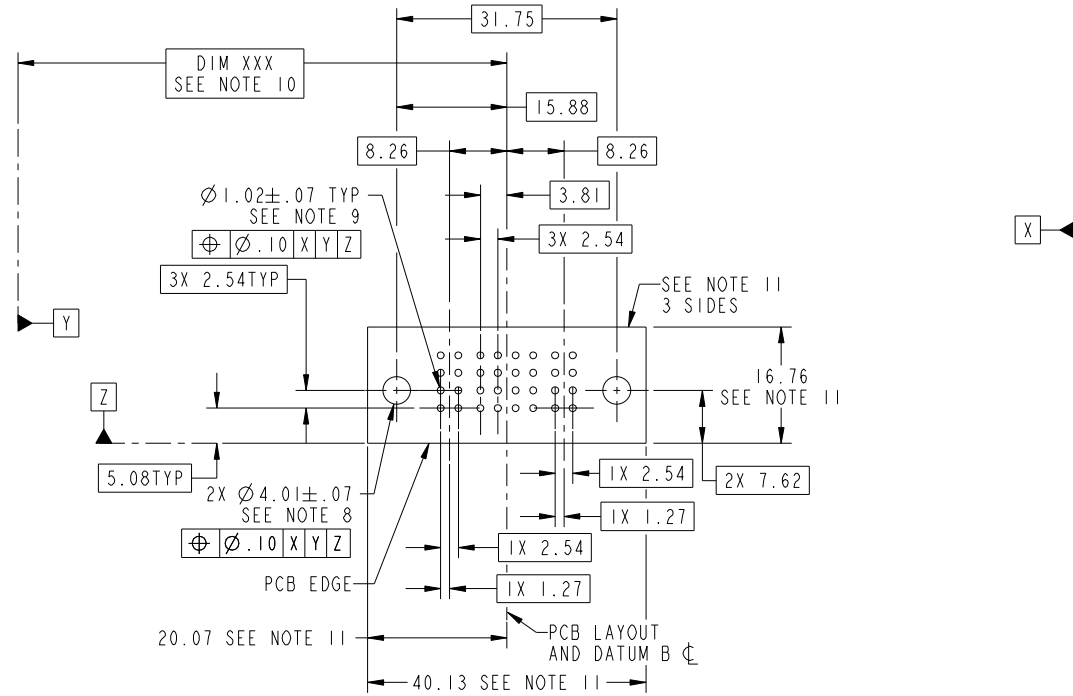 31.75
DIM XXX
SEE NOTE 10
15.88
8.26
8.26
3.81
Ø1.02±.07 TYP
SEE NOTE 9
⌖ Ø.10 X Y Z
3X 2.54
3X 2.54TYP
X
SEE NOTE 11
3 SIDES
Y
16.76
SEE NOTE 11
Z
5.08TYP
1X 2.54
2X 7.62
2X Ø4.01±.07
SEE NOTE 8
1X 1.27
⌖ Ø.10 X Y Z
1X 2.54
PCB EDGE
1X 1.27
20.07 SEE NOTE 11
PCB LAYOUT
AND DATUM B ℄
40.13 SEE NOTE 11